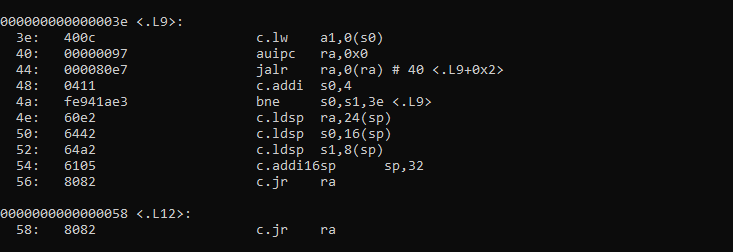 000000000000003e <.L9>:
  3e:	400c                	c.lw	a1,0(s0)
  40:	00000097          	auipc	ra,0x0
  44:	000080e7          	jalr	ra,0(ra) # 40 <.L9+0x2>
  48:	0411                	c.addi	s0,4
  4a:	fe941ae3          	bne	s0,s1,3e <.L9>
  4e:	60e2                	c.ldsp	ra,24(sp)
  50:	6442                	c.ldsp	s0,16(sp)
  52:	64a2                	c.ldsp	s1,8(sp)
  54:	6105                	c.addi16sp	sp,32
  56:	8082                	c.jr	ra
0000000000000058 <.L12>:
  58:	8082                	c.jr	ra